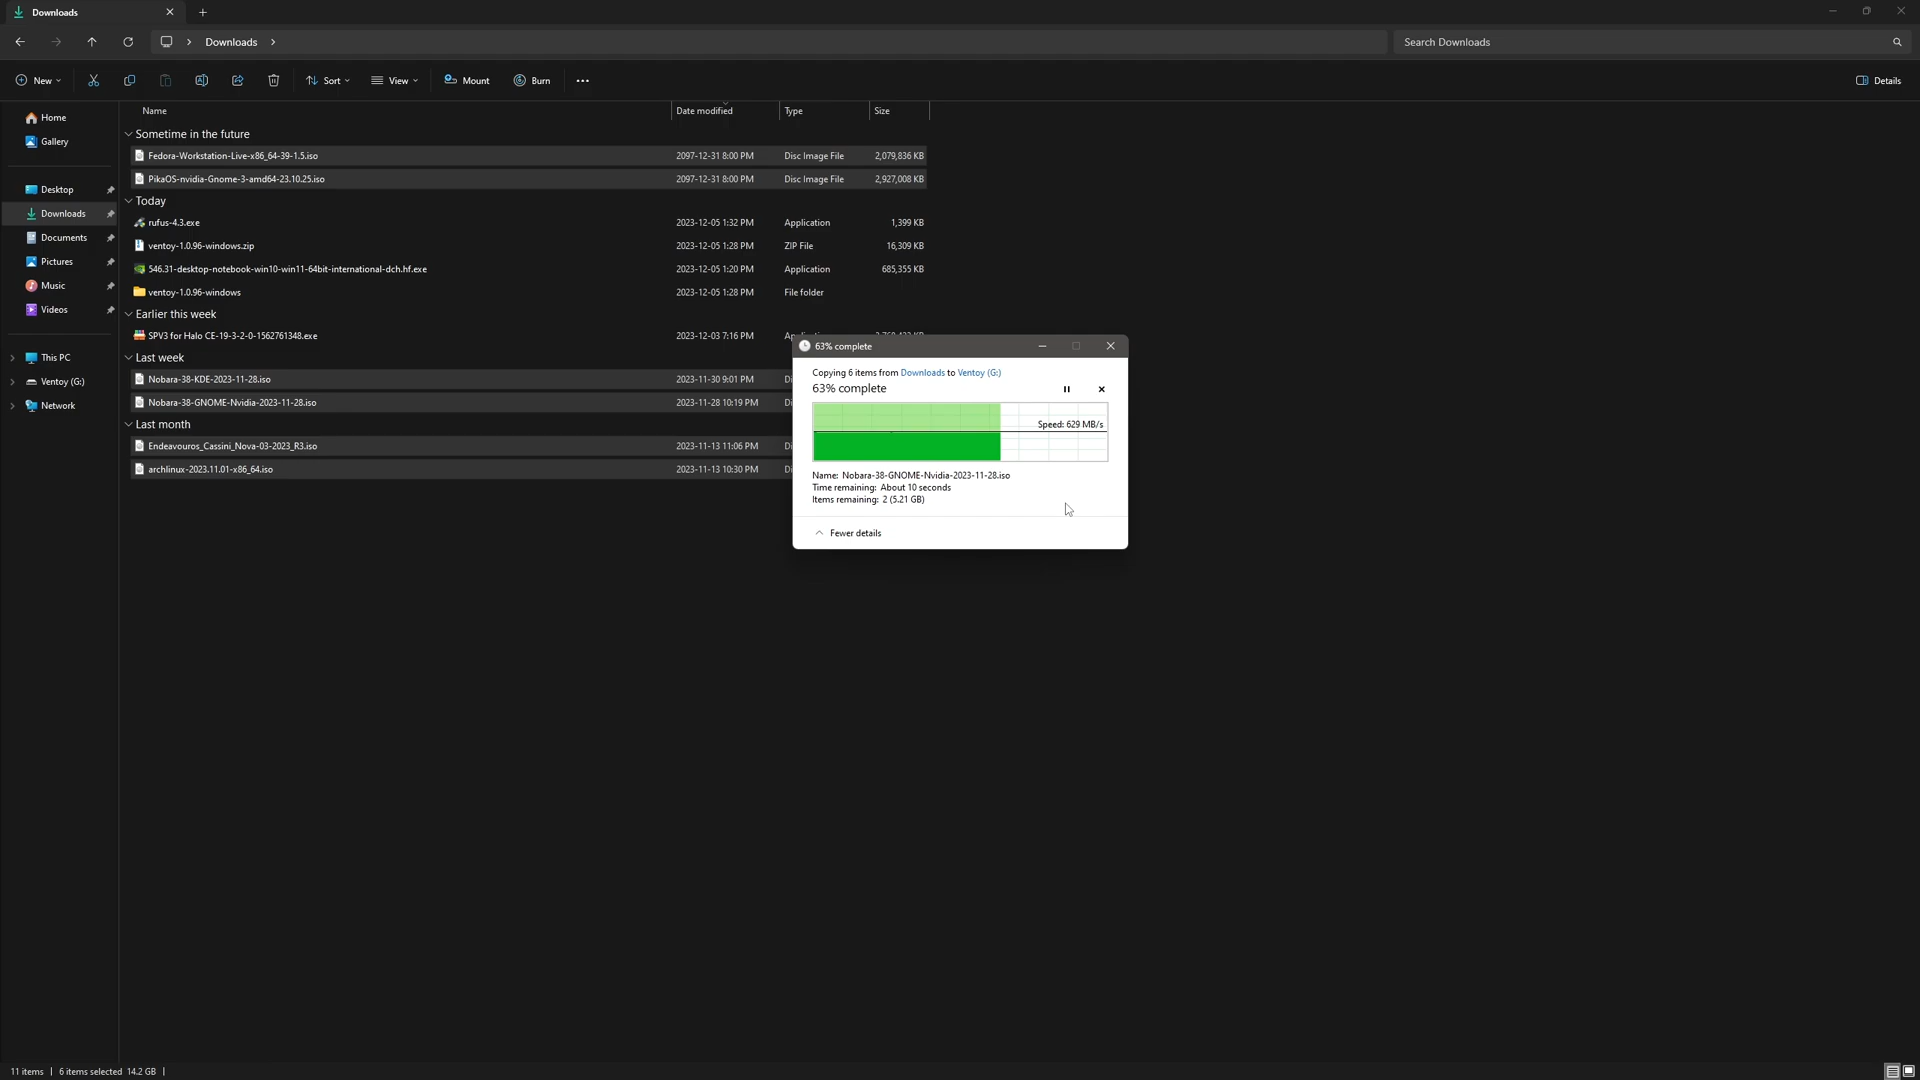 Downloads
Downloads
Search Downloads
New
Sort
View
Mount
Burn
Details
Name Date modified Type Size
Home
Gallery
Desktop
Downloads
Documents
Pictures
Music
Videos
This PC
Ventoy (G:)
Network
Sometime in the future
Fedora-Workstation-Live-x86_64-39-1.5.iso 2097-12-31 8:00 PM Disc Image File 2,079,836 KB
PikaOS-nvidia-Gnome-3-amd64-23.10.25.iso 2097-12-31 8:00 PM Disc Image File 2,927,008 KB
Today
rufus-4.3.exe 2023-12-05 1:32 PM Application 1,399 KB
ventoy-1.0.96-windows.zip 2023-12-05 1:28 PM ZIP File 16,309 KB
546.31-desktop-notebook-win10-win11-64bit-international-dch.hf.exe 2023-12-05 1:20 PM Application 685,355 KB
ventoy-1.0.96-windows 2023-12-05 1:28 PM File folder
Earlier this week
SPV3 for Halo CE-19-3-2-0-1562761348.exe 2023-12-03 7:16 PM
Last week
Nobara-38-KDE-2023-11-28.iso 2023-11-30 9:01 PM Di
Nobara-38-GNOME-Nvidia-2023-11-28.iso 2023-11-28 10:19 PM Di
Last month
Endeavouros_Cassini_Nova-03-2023_R3.iso 2023-11-13 11:06 PM Di
archlinux-2023.11.01-x86_64.iso 2023-11-13 10:30 PM Di
63% complete
Copying 6 items from Downloads to Ventoy (G:)
63% complete
Speed: 629 MB/s
Name: Nobara-38-GNOME-Nvidia-2023-11-28.iso
Time remaining: About 10 seconds
Items remaining: 2 (5.21 GB)
Fewer details
11 items 6 items selected 14.2 GB